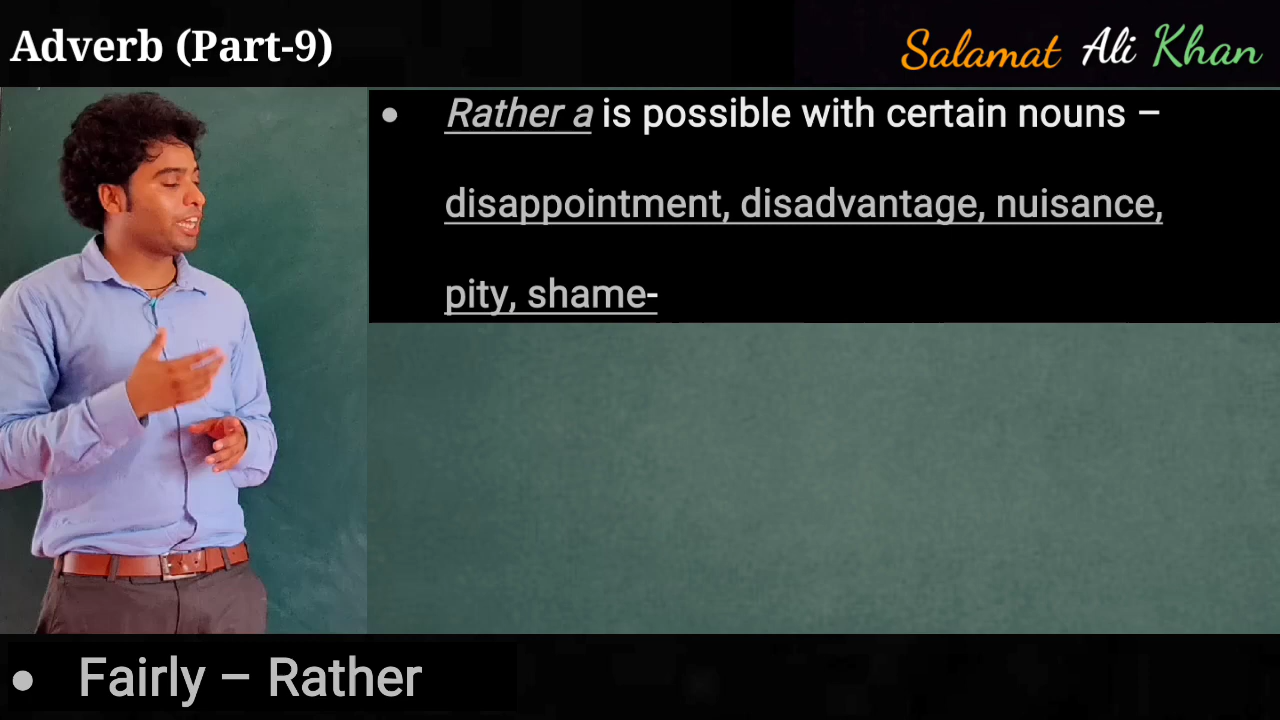 Adverb (Part-9)
Salamat Ali Khan
● Rather a is possible with certain nouns –
disappointment, disadvantage, nuisance,
pity, shame-
● Fairly – Rather